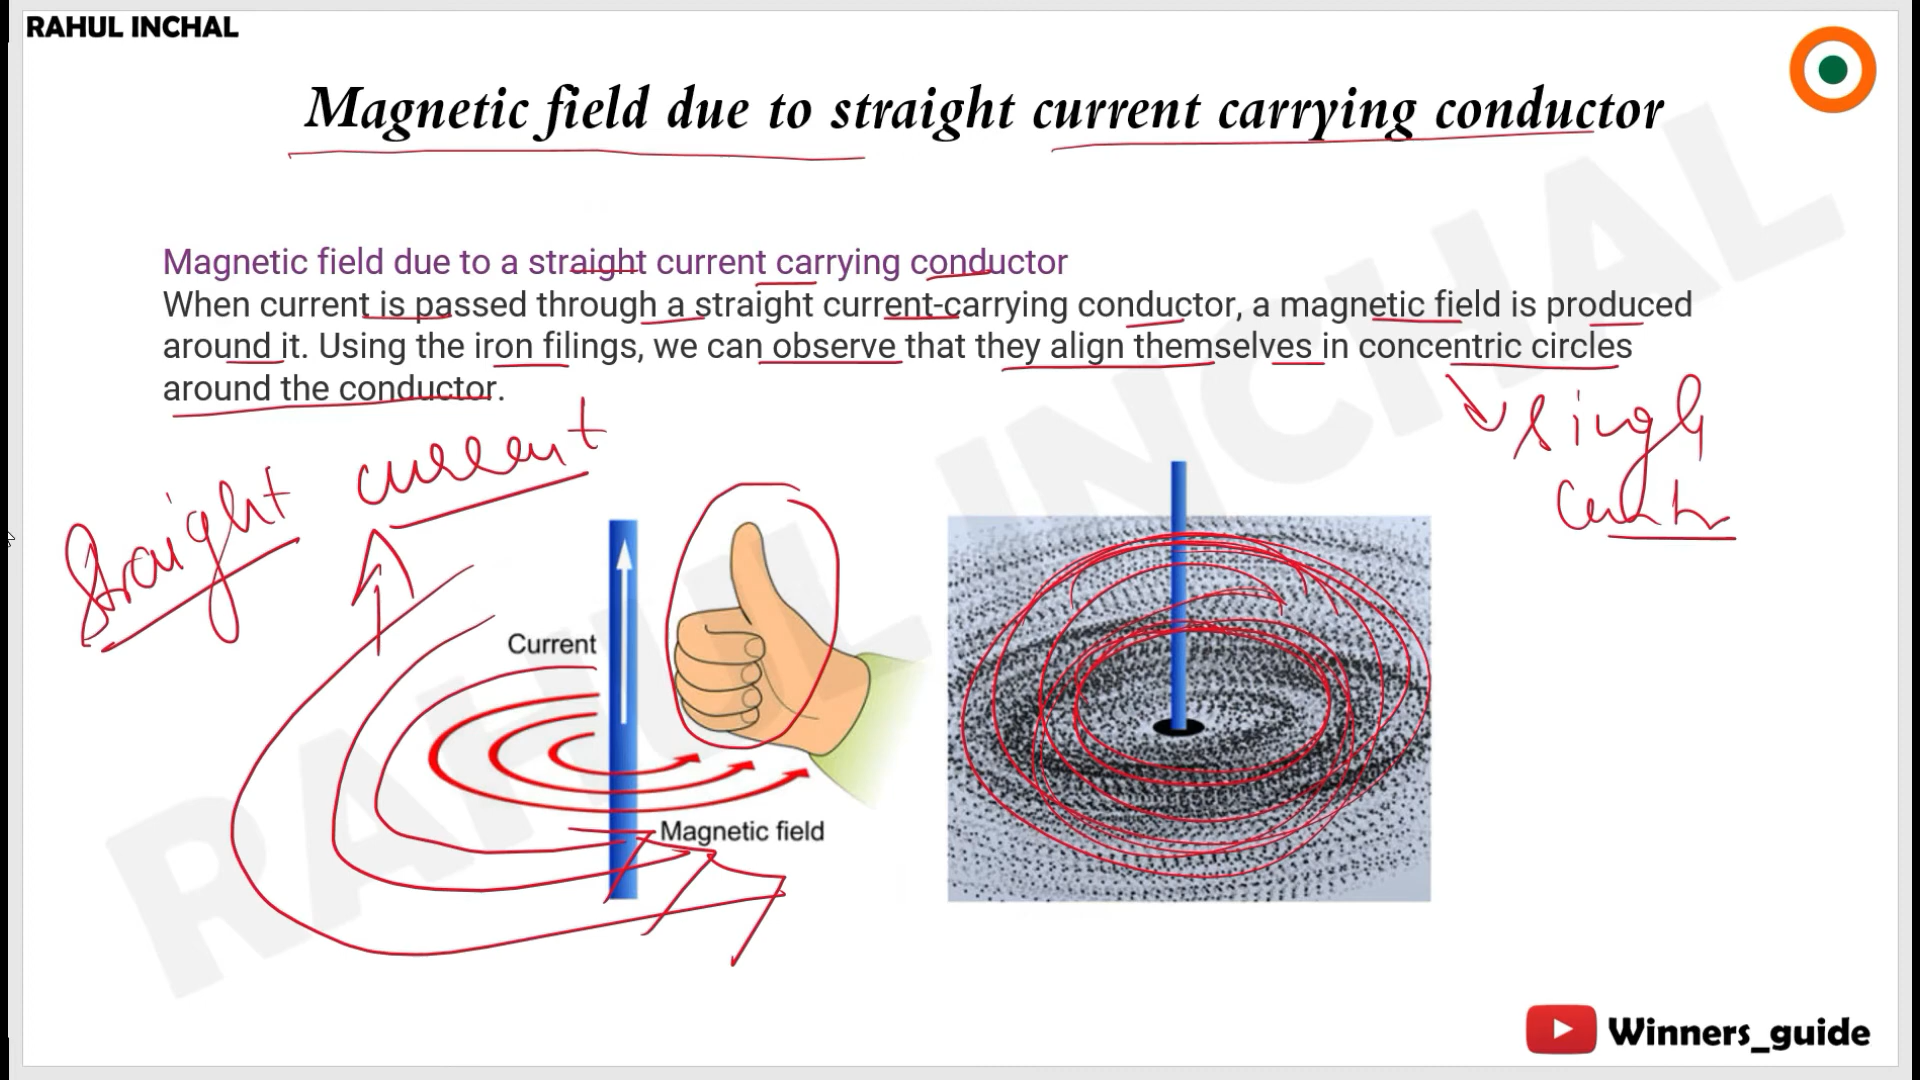 RAHUL INCHAL
Magnetic field due to straight current carrying conductor
Magnetic field due to a straight current carrying conductor
When current is passed through a straight current-carrying conductor, a magnetic field is produced
around it. Using the iron filings, we can observe that they align themselves in concentric circles
around the conductor.
Straight current
Current
Magnetic field
RAHUL INCHAL
Winners_guide